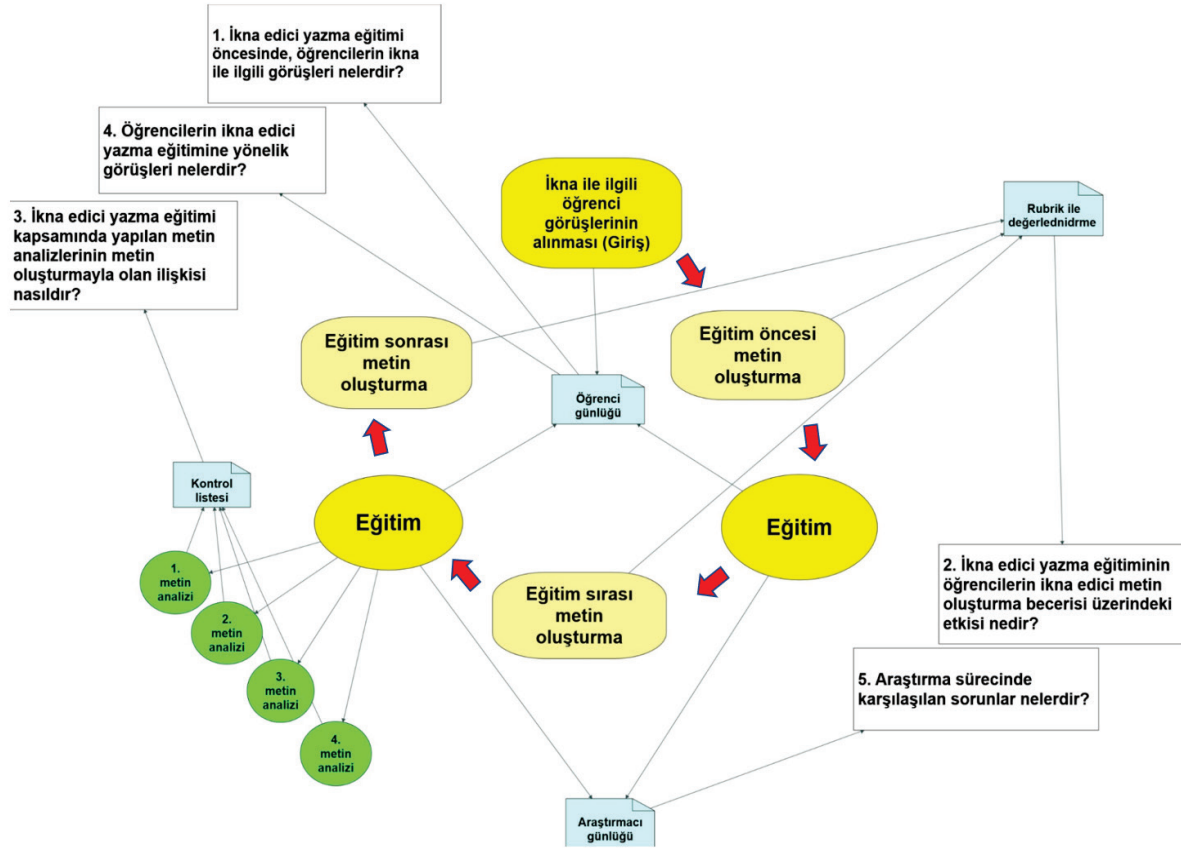 1. İkna edici yazma eğitimi
öncesinde, öğrencilerin ikna
ile ilgili görüşleri nelerdir?
4. Öğrencilerin ikna edici
yazma eğitimine yönelik
görüşleri nelerdir?
3. İkna edici yazma eğitimi
kapsamında yapılan metin
analizlerinin metin
oluşturmayla olan ilişkisi
nasıldır?
İkna ile ilgili
öğrenci
görüşlerinin
alınması (Giriş)
Rubrik ile
değerlednidrme
Eğitim sonrası
metin
oluşturma
Eğitim öncesi
metin
oluşturma
Öğrenci
günlüğü
Kontrol
listesi
Eğitim
Eğitim
1.
metin
analizi
2.
metin
analizi
3.
metin
analizi
4.
metin
analizi
Eğitim sırası
metin
oluşturma
2. İkna edici yazma eğitiminin
öğrencilerin ikna edici metin
oluşturma becerisi üzerindeki
etkisi nedir?
5. Araştırma sürecinde
karşılaşılan sorunlar nelerdir?
Araştırmacı
günlüğü